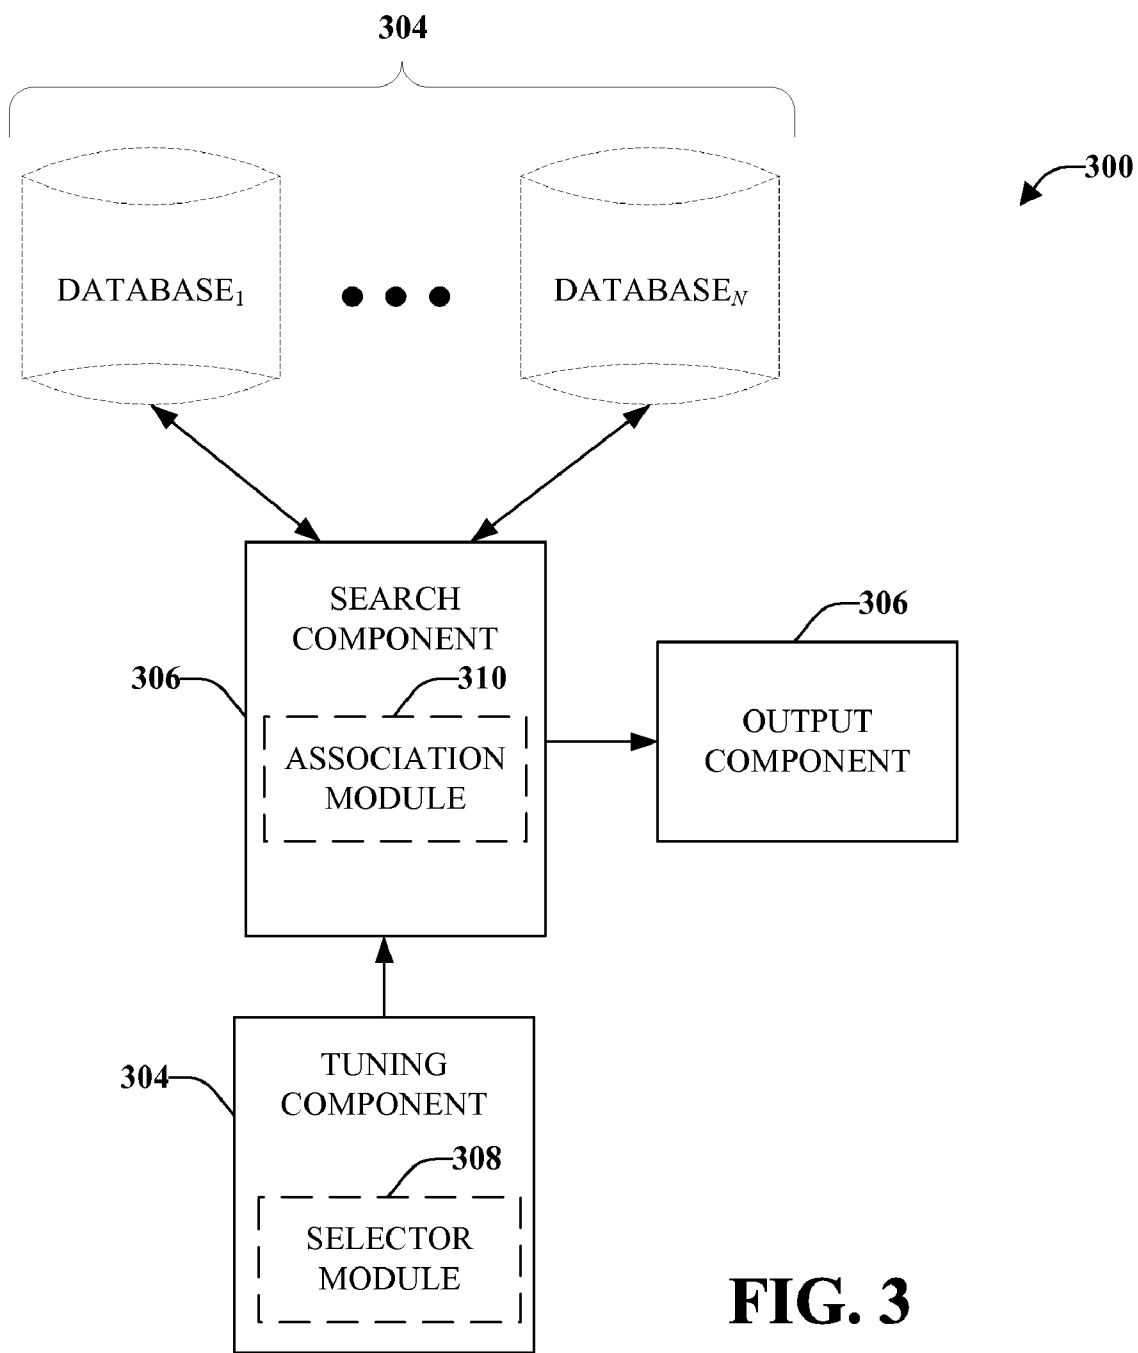 304
300
DATABASE₁
DATABASE_N
SEARCH
COMPONENT
306
310
ASSOCIATION
MODULE
306
OUTPUT
COMPONENT
304
TUNING
COMPONENT
308
SELECTOR
MODULE
FIG. 3